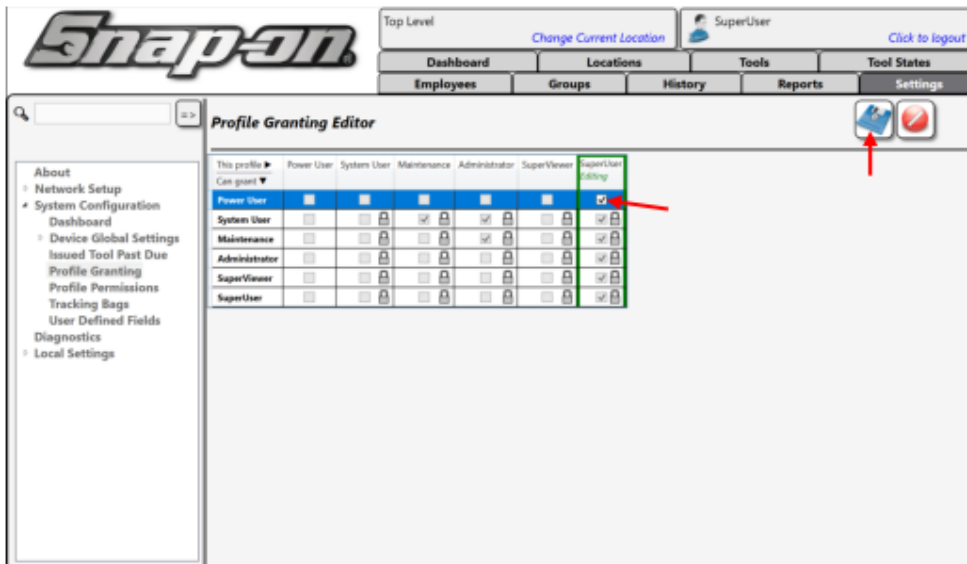 Snap-on
Top Level
Change Current Location
SuperUser
Click to logout
Dashboard
Locations
Tools
Tool States
Employees
Groups
History
Reports
Settings
=>
Profile Granting Editor
About
Network Setup
System Configuration
Dashboard
Device Global Settings
Issued Tool Past Due
Profile Granting
Profile Permissions
Tracking Bags
User Defined Fields
Diagnostics
Local Settings
This profile ▶ Power User System User Maintenance Administrator SuperViewer SuperUser
Can grant ▼ Editing
Power User
System User
Maintenance
Administrator
SuperViewer
SuperUser